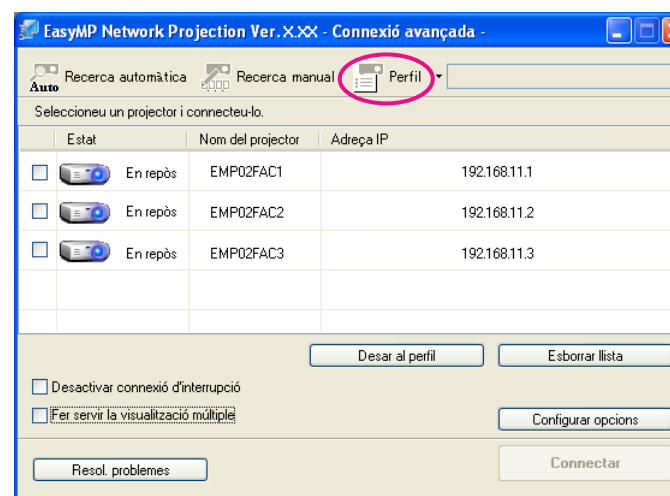 EasyMP Network Projection Ver.X.XX - Connexió avançada -
Auto Recerca automàtica Recerca manual Perfil
Seleccioneu un projector i connecteu-lo.
Estat Nom del projector Adreça IP
En repòs EMP02FAC1 192.168.11.1
En repòs EMP02FAC2 192.168.11.2
En repòs EMP02FAC3 192.168.11.3
Desar al perfil Esborrar llista
Desactivar connexió d'interrupció
Fer servir la visualització múltiple
Configurar opcions
Resol. problemes Connectar